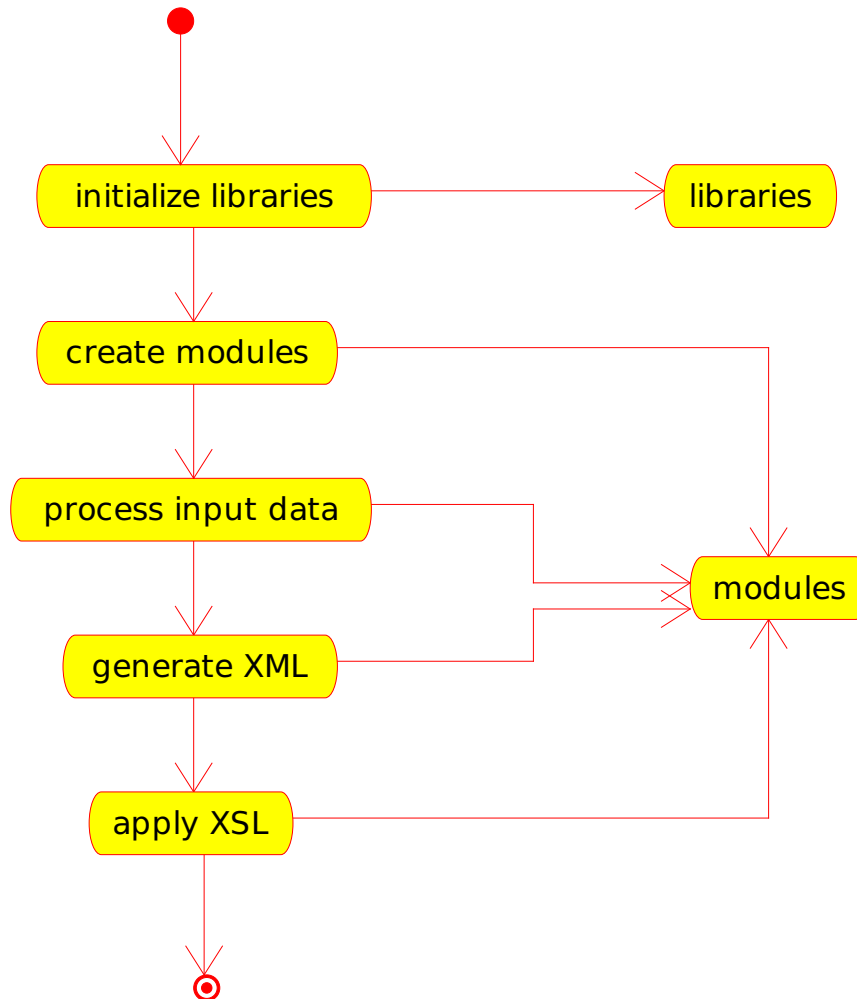 initialize libraries
libraries
create modules
process input data
modules
generate XML
apply XSL